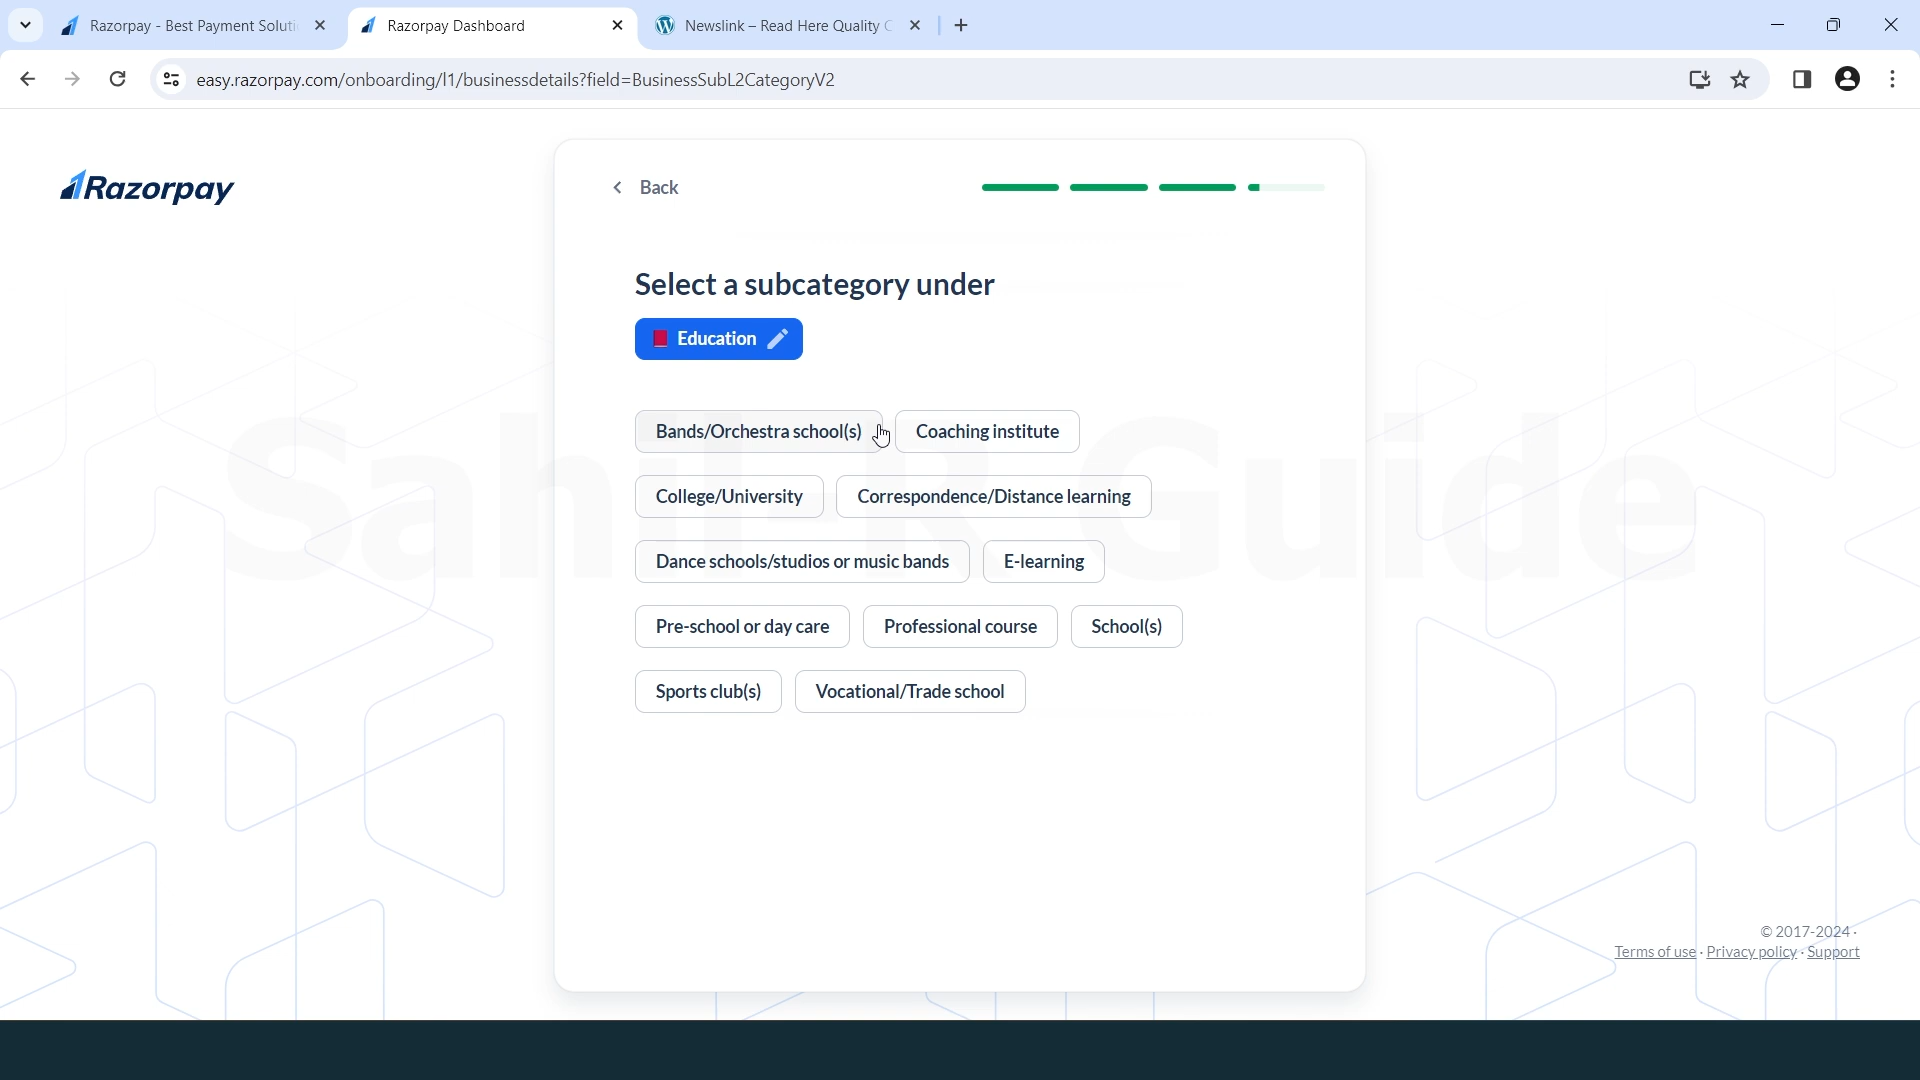 Razorpay - Best Payment Soluti
Razorpay Dashboard
Newslink – Read Here Quality C
easy.razorpay.com/onboarding/l1/businessdetails?field=BusinessSubL2CategoryV2
Razorpay
Back
Select a subcategory under
Education
Bands/Orchestra school(s)
Coaching institute
College/University
Correspondence/Distance learning
Dance schools/studios or music bands
E-learning
Pre-school or day care
Professional course
School(s)
Sports club(s)
Vocational/Trade school
Sahil-R Guide
© 2017-2024 ·
Terms of use · Privacy policy · Support